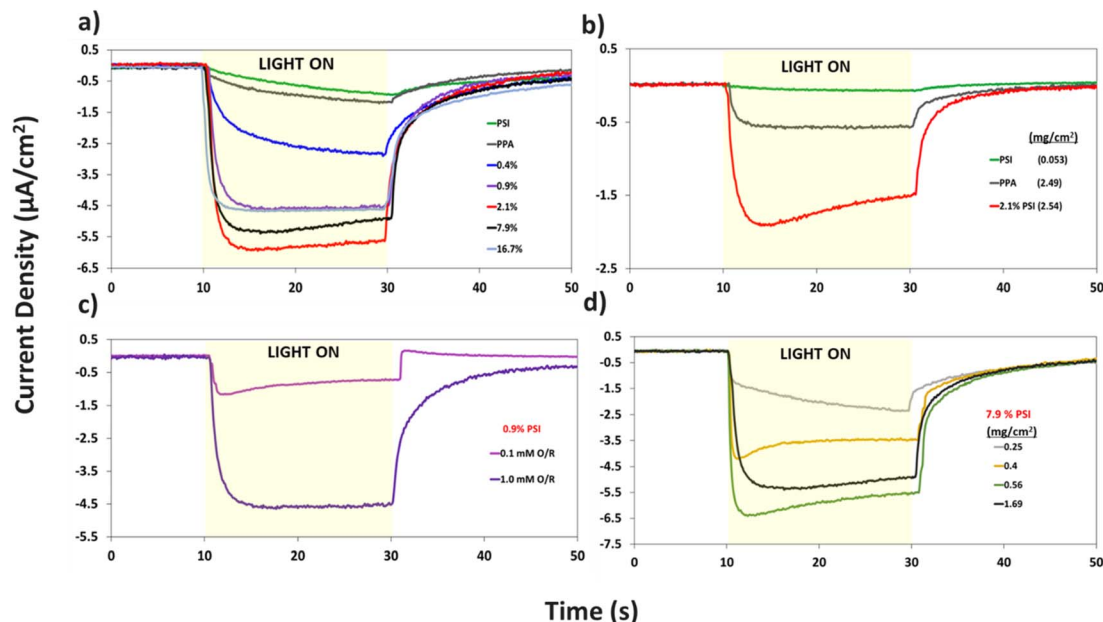 a)
0.5
-0.5
-1.5
-2.5
-3.5
-4.5
-5.5
-6.5
LIGHT ON
PSI
PPA
0.4%
0.9%
2.1%
7.9%
16.7%
0 10 20 30 40 50
b)
0.5
-0.5
-1.5
-2.5
LIGHT ON
(mg/cm²)
PSI (0.053)
PPA (2.49)
2.1% PSI (2.54)
0 10 20 30 40 50
Current Density (μA/cm²)
c)
0.5
-0.5
-1.5
-2.5
-3.5
-4.5
-5.5
LIGHT ON
0.9% PSI
0.1 mM O/R
1.0 mM O/R
0 10 20 30 40 50
d)
0.5
-0.5
-1.5
-2.5
-3.5
-4.5
-5.5
-6.5
-7.5
LIGHT ON
7.9 % PSI
(mg/cm²)
0.25
0.4
0.56
1.69
0 10 20 30 40 50
Time (s)